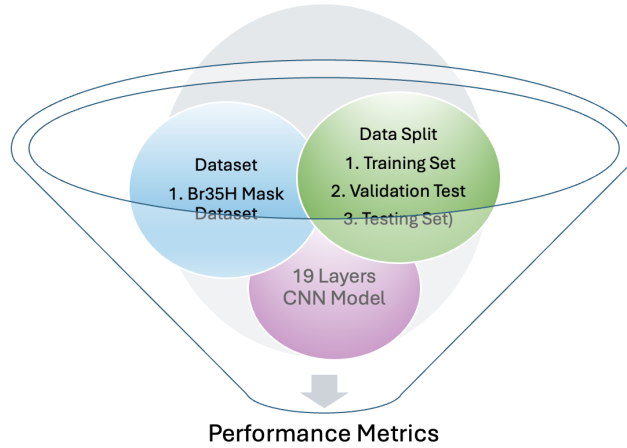 Dataset
1. Br35H Mask
Dataset
Data Split
1. Training Set
2. Validation Test
3. Testing Set)
19 Layers
CNN Model
Performance Metrics